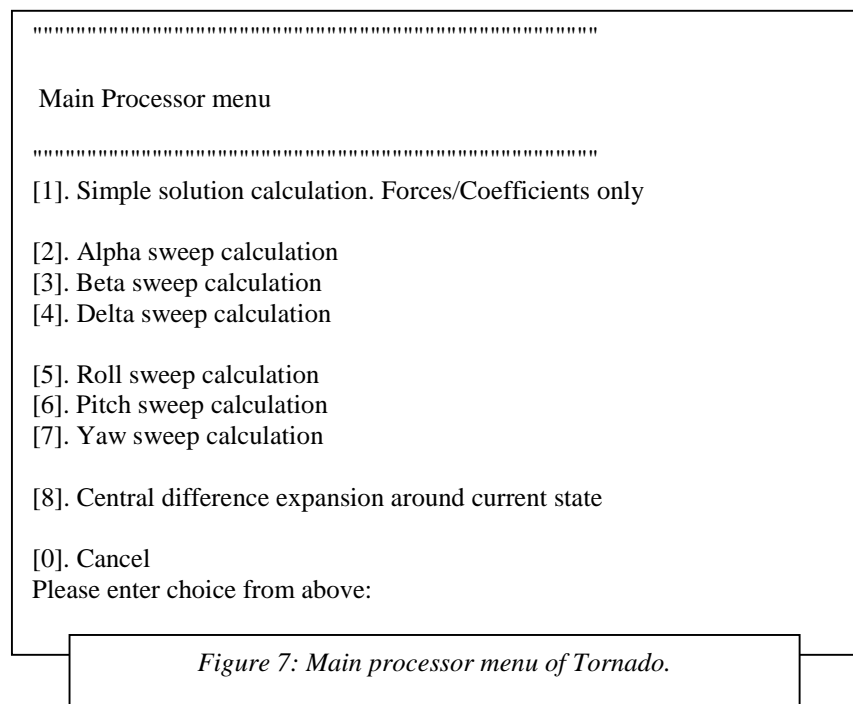 """"""""""""""""""""""""""""""""""""""""""""""""""""
Main Processor menu
""""""""""""""""""""""""""""""""""""""""""""""""""""
[1]. Simple solution calculation. Forces/Coefficients only
[2]. Alpha sweep calculation
[3]. Beta sweep calculation
[4]. Delta sweep calculation
[5]. Roll sweep calculation
[6]. Pitch sweep calculation
[7]. Yaw sweep calculation
[8]. Central difference expansion around current state
[0]. Cancel
Please enter choice from above:
Figure 7: Main processor menu of Tornado.